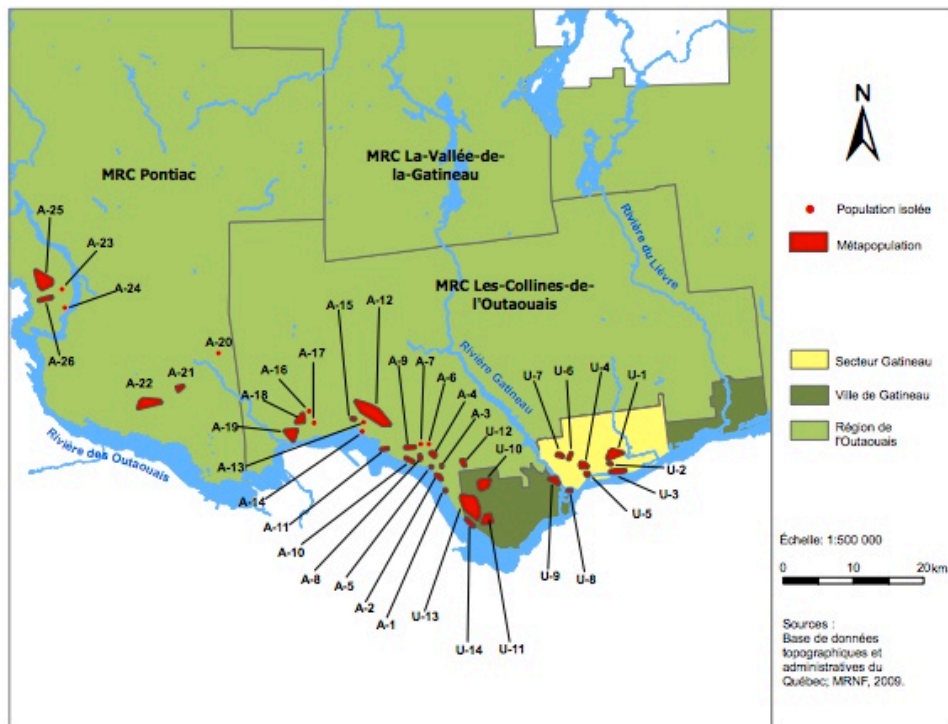 MRC Pontiac
MRC La-Vallée-de-
la-Gatineau
N
Population isolée
Métapopulation
A-25
A-23
A-24
A-26
Rivière du Lièvre
MRC Les-Collines-de-
l'Outaouais
A-15
A-12
A-20
A-17
A-16
A-9
A-7
A-6
Rivière Gatineau
A-21
A-22
A-18
A-4
A-3
U-7
U-6
U-4
U-1
A-19
U-12
U-10
Rivière des Outaouais
A-13
A-14
A-11
A-10
A-8
A-5
A-2
A-1
U-13
U-14
U-11
U-9
U-8
U-5
U-3
U-2
Secteur Gatineau
Ville de Gatineau
Région de
l'Outaouais
Échelle: 1:500 000
0 10 20 km
Sources :
Base de données
topographiques et
administratives du
Québec; MRNF, 2009.